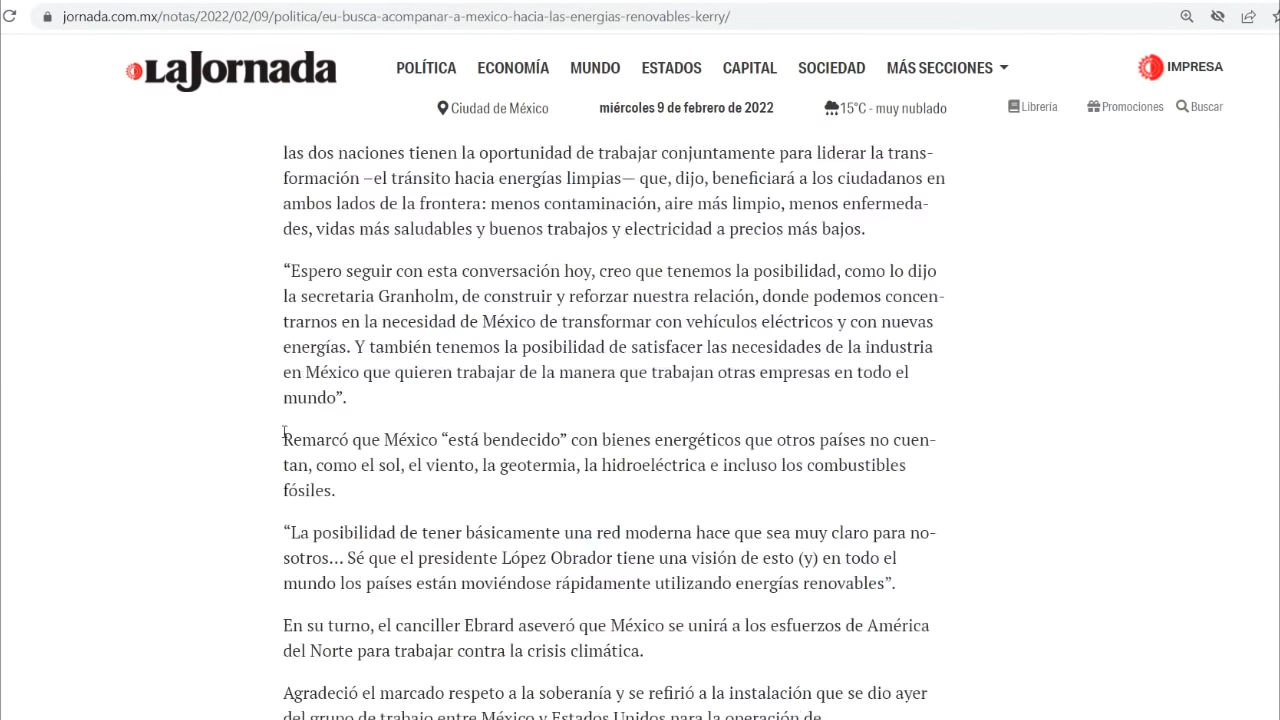 jornada.com.mx/notas/2022/02/09/politica/eu-busca-acompanar-a-mexico-hacia-las-energias-renovables-kerry/
LaJornada
POLÍTICA ECONOMÍA MUNDO ESTADOS CAPITAL SOCIEDAD MÁS SECCIONES
IMPRESA
Ciudad de México miércoles 9 de febrero de 2022 15°C - muy nublado Librería Promociones Buscar
las dos naciones tienen la oportunidad de trabajar conjuntamente para liderar la trans-
formación –el tránsito hacia energías limpias— que, dijo, beneficiará a los ciudadanos en
ambos lados de la frontera: menos contaminación, aire más limpio, menos enfermeda-
des, vidas más saludables y buenos trabajos y electricidad a precios más bajos.
“Espero seguir con esta conversación hoy, creo que tenemos la posibilidad, como lo dijo
la secretaria Granholm, de construir y reforzar nuestra relación, donde podemos concen-
trarnos en la necesidad de México de transformar con vehículos eléctricos y con nuevas
energías. Y también tenemos la posibilidad de satisfacer las necesidades de la industria
en México que quieren trabajar de la manera que trabajan otras empresas en todo el
mundo”.
Remarcó que México “está bendecido” con bienes energéticos que otros países no cuen-
tan, como el sol, el viento, la geotermia, la hidroeléctrica e incluso los combustibles
fósiles.
“La posibilidad de tener básicamente una red moderna hace que sea muy claro para no-
sotros... Sé que el presidente López Obrador tiene una visión de esto (y) en todo el
mundo los países están moviéndose rápidamente utilizando energías renovables”.
En su turno, el canciller Ebrard aseveró que México se unirá a los esfuerzos de América
del Norte para trabajar contra la crisis climática.
Agradeció el marcado respeto a la soberanía y se refirió a la instalación que se dio ayer
del grupo de trabajo entre México y Estados Unidos para la operación de